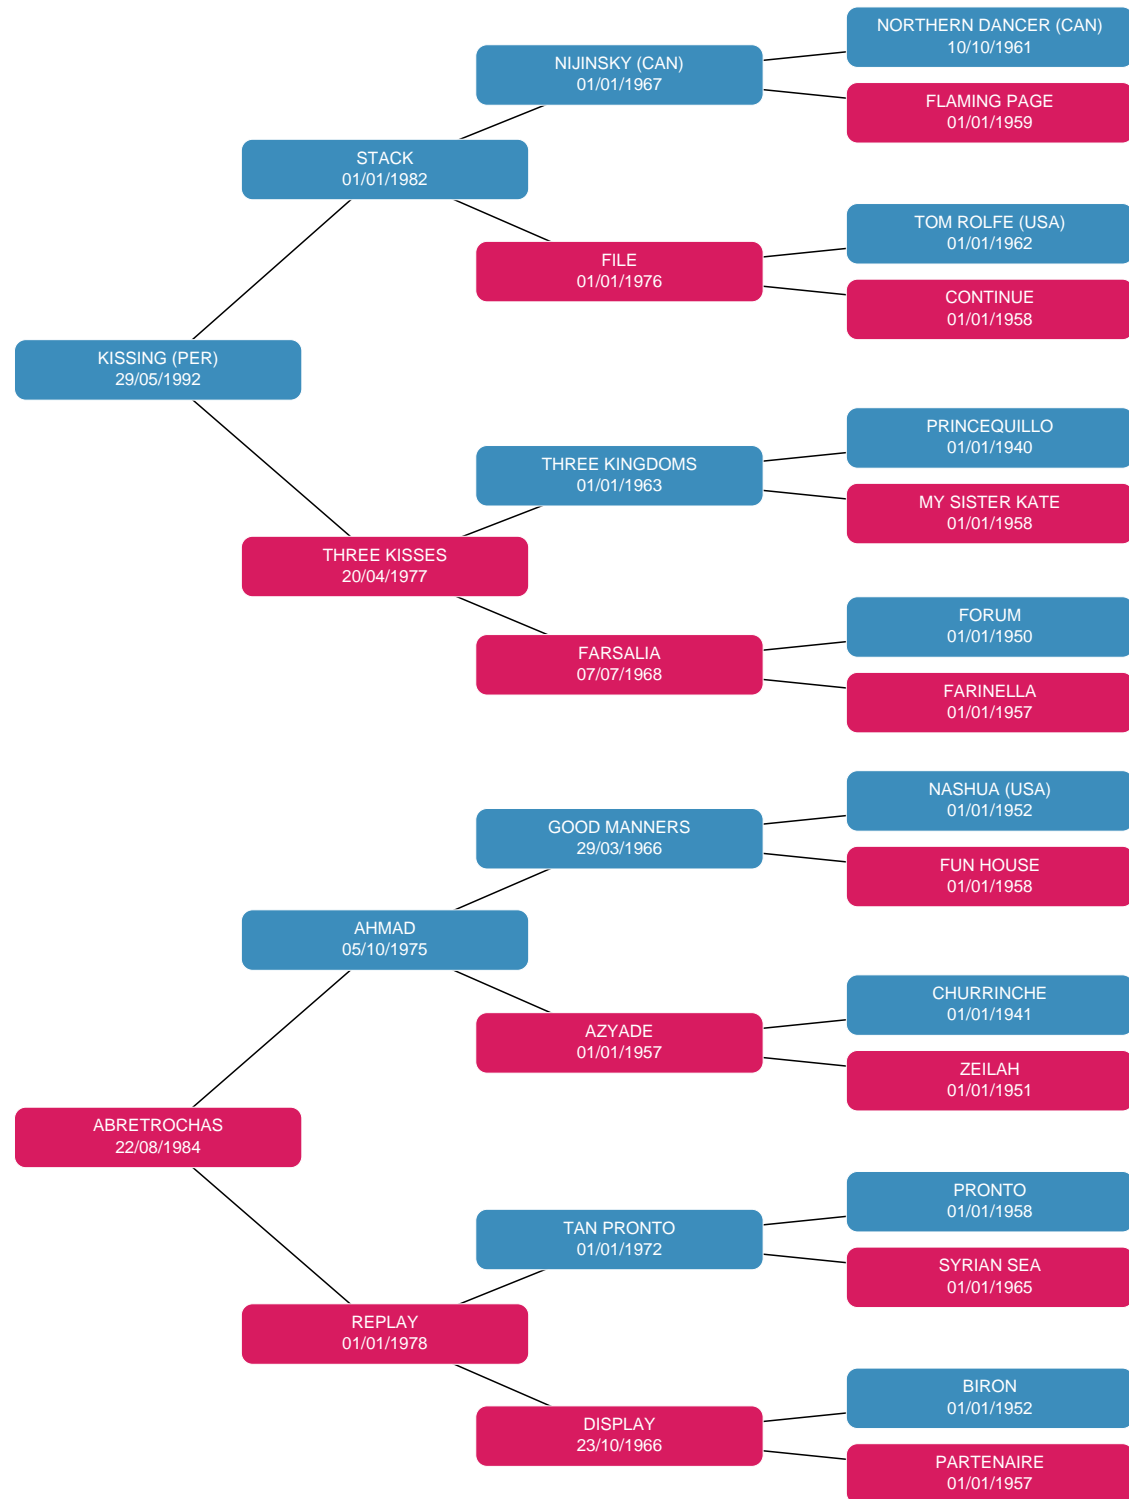 NORTHERN DANCER (CAN)
10/10/1961
NIJINSKY (CAN)
01/01/1967
FLAMING PAGE
01/01/1959
STACK
01/01/1982
TOM ROLFE (USA)
01/01/1962
FILE
01/01/1976
CONTINUE
01/01/1958
KISSING (PER)
29/05/1992
PRINCEQUILLO
01/01/1940
THREE KINGDOMS
01/01/1963
MY SISTER KATE
01/01/1958
THREE KISSES
20/04/1977
FORUM
01/01/1950
FARSALIA
07/07/1968
FARINELLA
01/01/1957
NASHUA (USA)
01/01/1952
GOOD MANNERS
29/03/1966
FUN HOUSE
01/01/1958
AHMAD
05/10/1975
CHURRINCHE
01/01/1941
AZYADE
01/01/1957
ZEILAH
01/01/1951
ABRETROCHAS
22/08/1984
PRONTO
01/01/1958
TAN PRONTO
01/01/1972
SYRIAN SEA
01/01/1965
REPLAY
01/01/1978
BIRON
01/01/1952
DISPLAY
23/10/1966
PARTENAIRE
01/01/1957